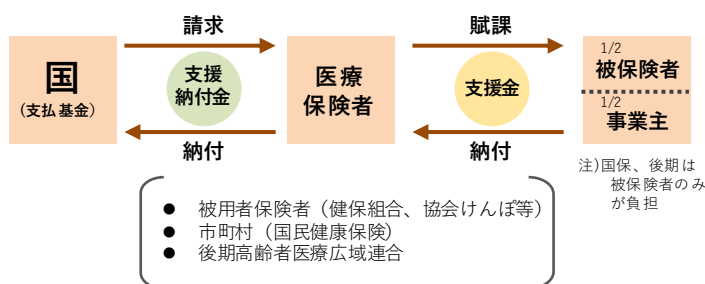 請求
賦課
国
(支払基金)
支援
納付金
医療
保険者
支援金
1/2
被保険者
1/2
事業主
納付
納付
注)国保、後期は
被保険者のみ
が負担
● 被用者保険者（健保組合、協会けんぽ等）
● 市町村（国民健康保険）
● 後期高齢者医療広域連合